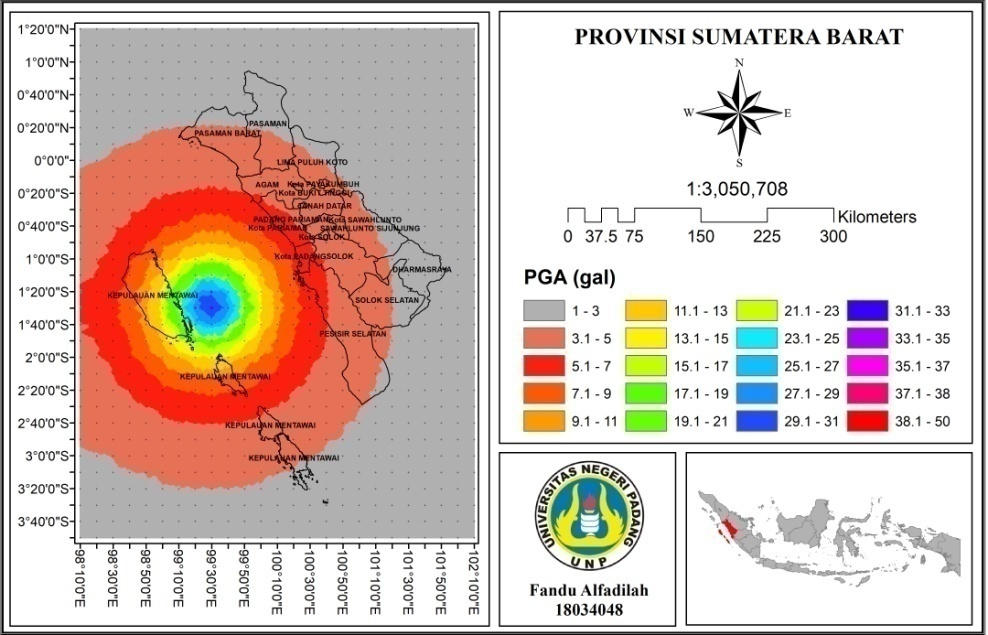 1°20'0"N
1°0'0"N
0°40'0"N
0°20'0"N
0°0'0"
0°20'0"S
0°40'0"S
1°0'0"S
1°20'0"S
1°40'0"S
2°0'0"S
2°20'0"S
2°40'0"S
3°0'0"S
3°20'0"S
3°40'0"S
98°10'0"E
98°30'0"E
98°50'0"E
99°10'0"E
99°30'0"E
99°50'0"E
100°10'0"E
100°30'0"E
100°50'0"E
101°10'0"E
101°30'0"E
101°50'0"E
102°10'0"E
PASAMAN
PASAMAN BARAT
LIMA PULUH KOTO
AGAM Kota PAYAKUMBUH
Kota BUKITTINGGI
TANAH DATAR
PADANG PARIAMAN Kota SAWAHLUNTO
Kota PARIAMAN SAWAHLUNTO SIJUNJUNG
Kota SOLOK
Kota PADANG SOLOK
DHARMASRAYA
KEPULAUAN MENTAWAI
SOLOK SELATAN
PESISIR SELATAN
KEPULAUAN MENTAWAI
KEPULAUAN MENTAWAI
KEPULAUAN MENTAWAI
PROVINSI SUMATERA BARAT
N
W E
S
1:3,050,708
Kilometers
0 37.5 75 150 225 300
PGA (gal)
1 - 3 11.1 - 13 21.1 - 23 31.1 - 33
3.1 - 5 13.1 - 15 23.1 - 25 33.1 - 35
5.1 - 7 15.1 - 17 25.1 - 27 35.1 - 37
7.1 - 9 17.1 - 19 27.1 - 29 37.1 - 38
9.1 - 11 19.1 - 21 29.1 - 31 38.1 - 50
UNIVERSITAS NEGERI PADANG
UNP
Fandu Alfadilah
18034048